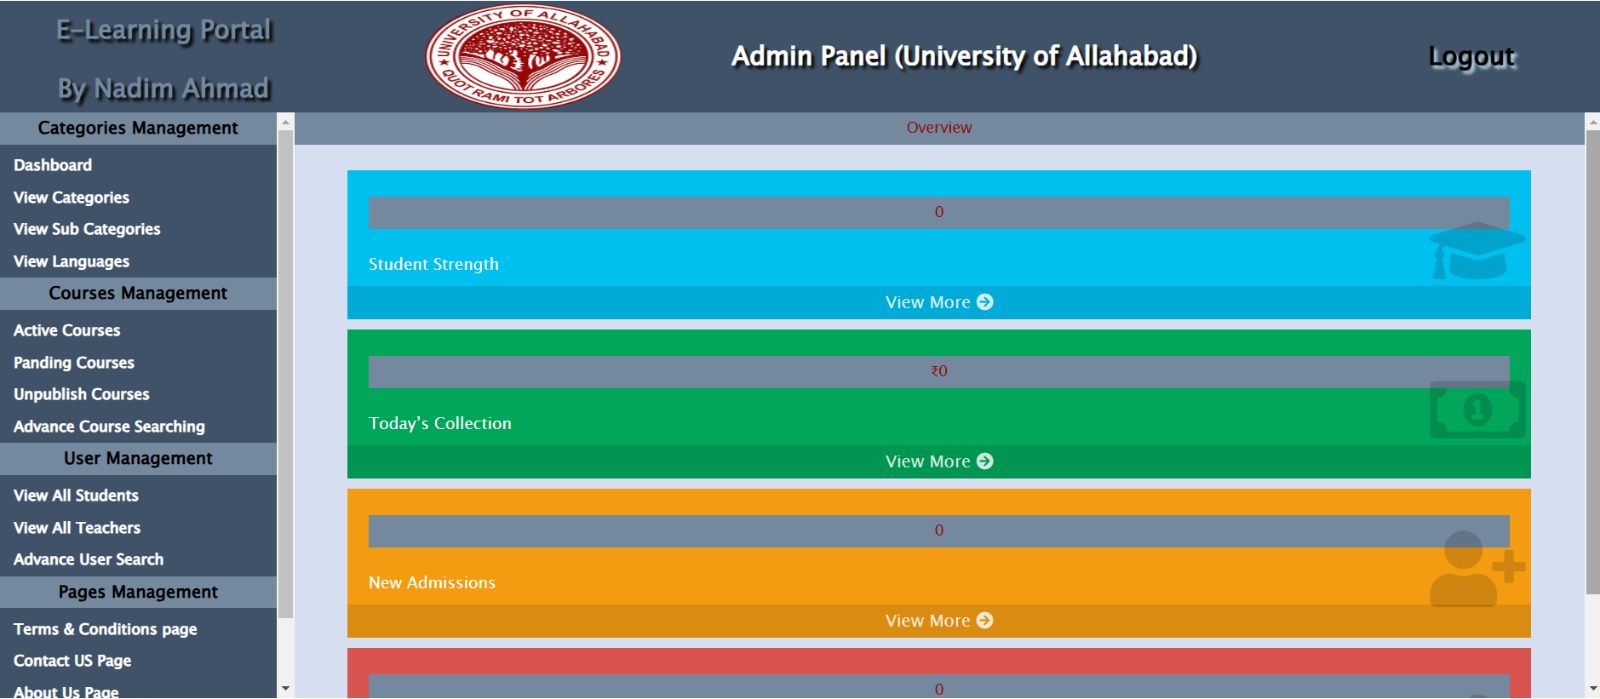 E-Learning Portal
By Nadim Ahmad
UNIVERSITY OF ALLAHABAD
QUOT RAMI TOT ARBORES
Admin Panel (University of Allahabad)
Logout
Categories Management
Dashboard
View Categories
View Sub Categories
View Languages
Courses Management
Active Courses
Panding Courses
Unpublish Courses
Advance Course Searching
User Management
View All Students
View All Teachers
Advance User Search
Pages Management
Terms & Conditions page
Contact US Page
About Us Page
Overview
0
Student Strength
View More
₹0
1
Today's Collection
View More
0
New Admissions
View More
0